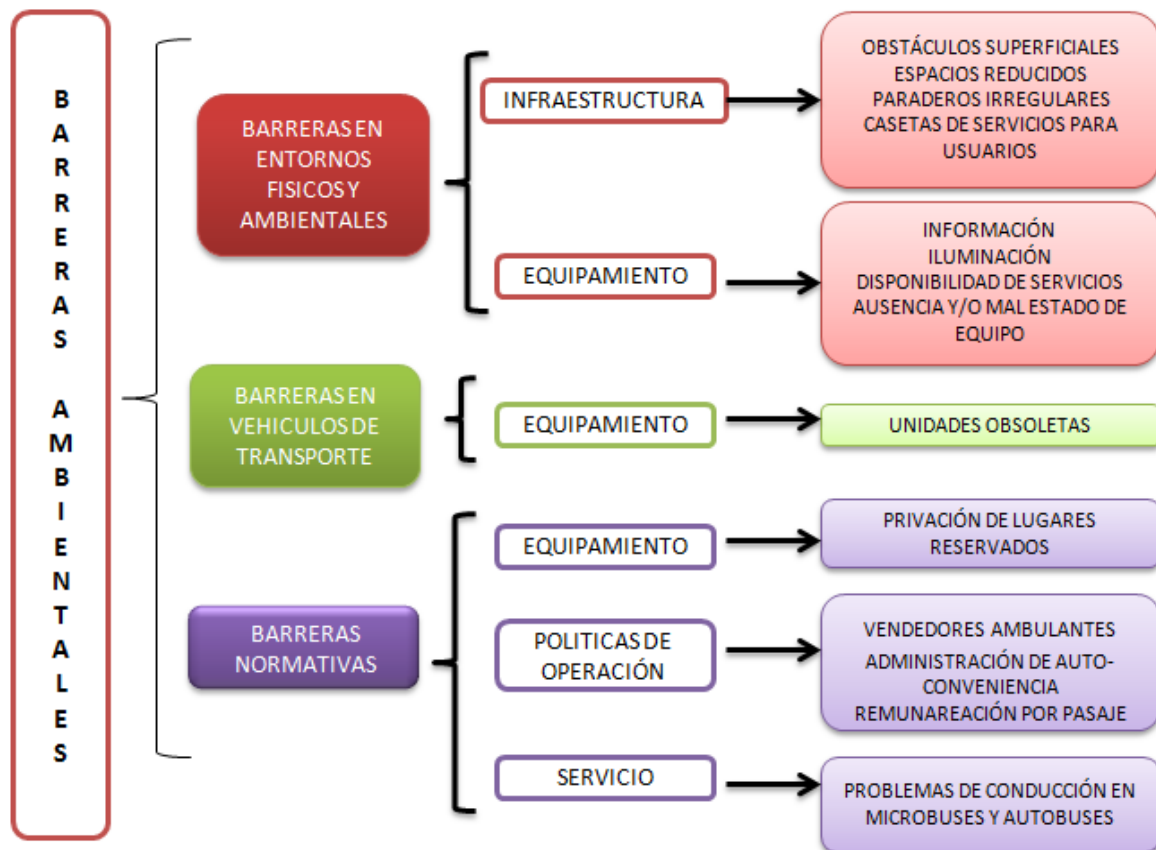 BARRERAS AMBIENTALES
BARRERAS EN
ENTORNOS
FISICOS Y
AMBIENTALES
INFRAESTRUCTURA
OBSTÁCULOS SUPERFICIALES
ESPACIOS REDUCIDOS
PARADEROS IRREGULARES
CASETAS DE SERVICIOS PARA
USUARIOS
EQUIPAMIENTO
INFORMACIÓN
ILUMINACIÓN
DISPONIBILIDAD DE SERVICIOS
AUSENCIA Y/O MAL ESTADO DE
EQUIPO
BARRERAS EN
VEHICULOS DE
TRANSPORTE
EQUIPAMIENTO
UNIDADES OBSOLETAS
BARRERAS
NORMATIVAS
EQUIPAMIENTO
PRIVACIÓN DE LUGARES
RESERVADOS
POLITICAS DE
OPERACIÓN
VENDEDORES AMBULANTES
ADMINISTRACIÓN DE AUTO-
CONVENIENCIA
REMUNAREACIÓN POR PASAJE
SERVICIO
PROBLEMAS DE CONDUCCIÓN EN
MICROBUSES Y AUTOBUSES